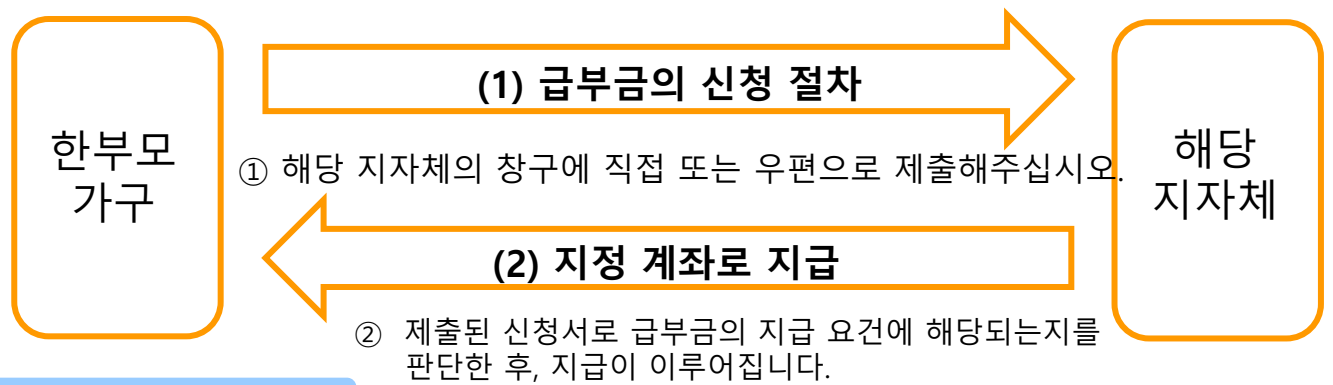 한부모
가구
(1) 급부금의 신청 절차
① 해당 지자체의 창구에 직접 또는 우편으로 제출해주십시오.
(2) 지정 계좌로 지급
② 제출된 신청서로 급부금의 지급 요건에 해당되는지를
판단한 후, 지급이 이루어집니다.
해당
지자체